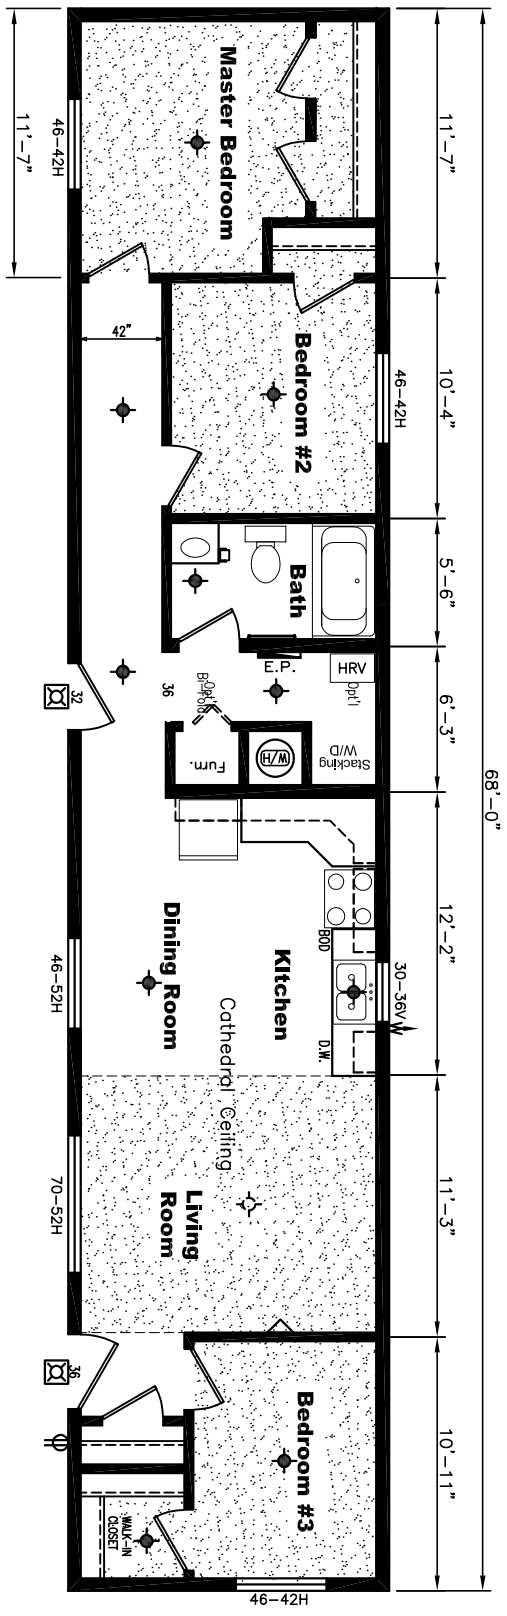 68'-0"
11'-7"
10'-4"
5'-6"
6'-3"
12'-2"
11'-3"
10'-11"
46-42H
30-36V
Master Bedroom
Bedroom #2
Bath
E.P.
HRV
Opt'l
Stacking
W/D
W/H
Opt'l
Bi-Fold
Furn.
36
Kitchen
BOD
D.W.
Dining Room
Cathedral Ceiling
Living
Room
Bedroom #3
WALK-IN
CLOSET
46-42H
42"
46-42H
32
46-52H
70-52H
36
11'-7"